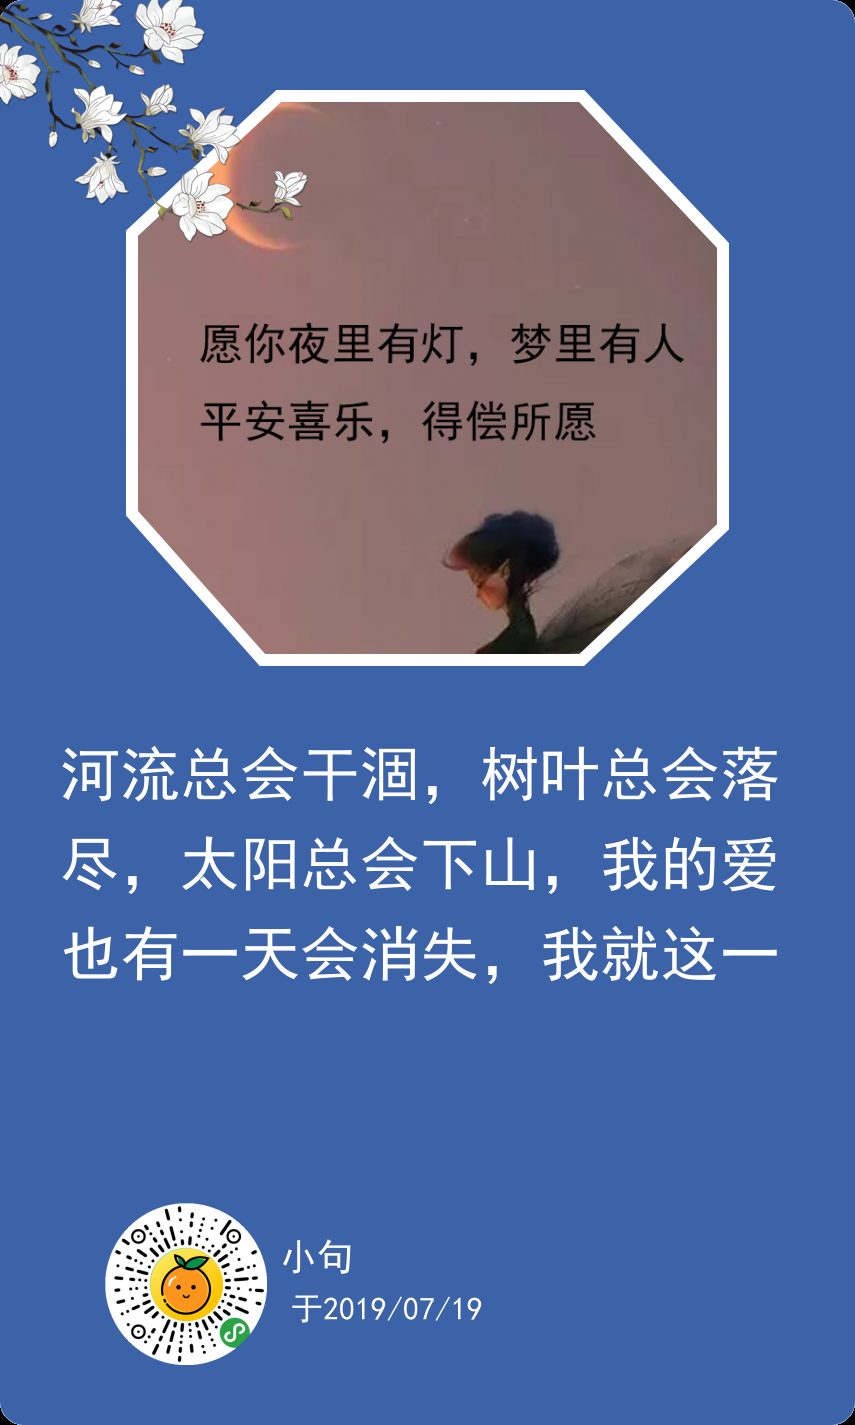 愿你夜里有灯，梦里有人
平安喜乐，得偿所愿
河流总会干涸，树叶总会落
尽，太阳总会下山，我的爱
也有一天会消失，我就这一
小句
于2019/07/19